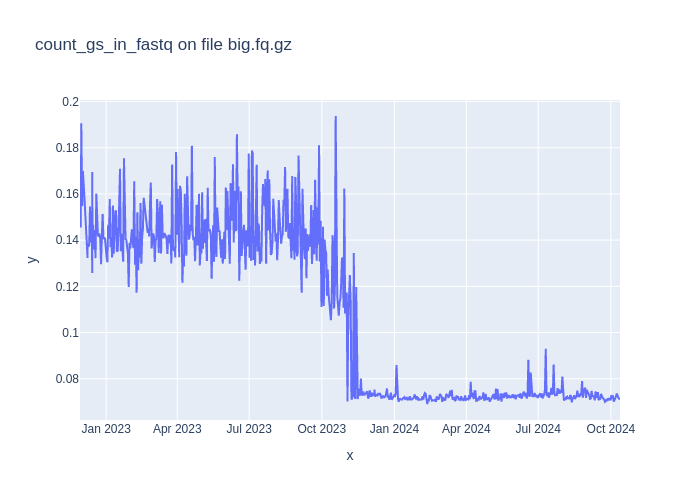 count_gs_in_fastq on file big.fq.gz
0.2
0.18
0.16
0.14
0.12
0.1
0.08
y
Jan 2023 Apr 2023 Jul 2023 Oct 2023 Jan 2024 Apr 2024 Jul 2024 Oct 2024
x